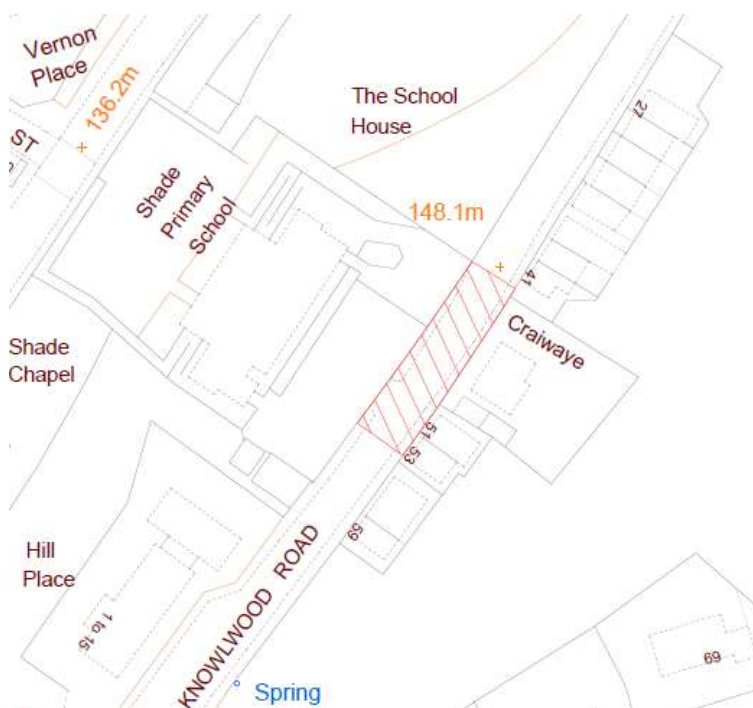 Vernon
Place
136.2m
ST
The School
House
27
Shade
Primary
School
148.1m
41
Craiwaye
Shade
Chapel
51
53
59
Hill
Place
1 to 15
KNOWLWOOD ROAD
69
Spring